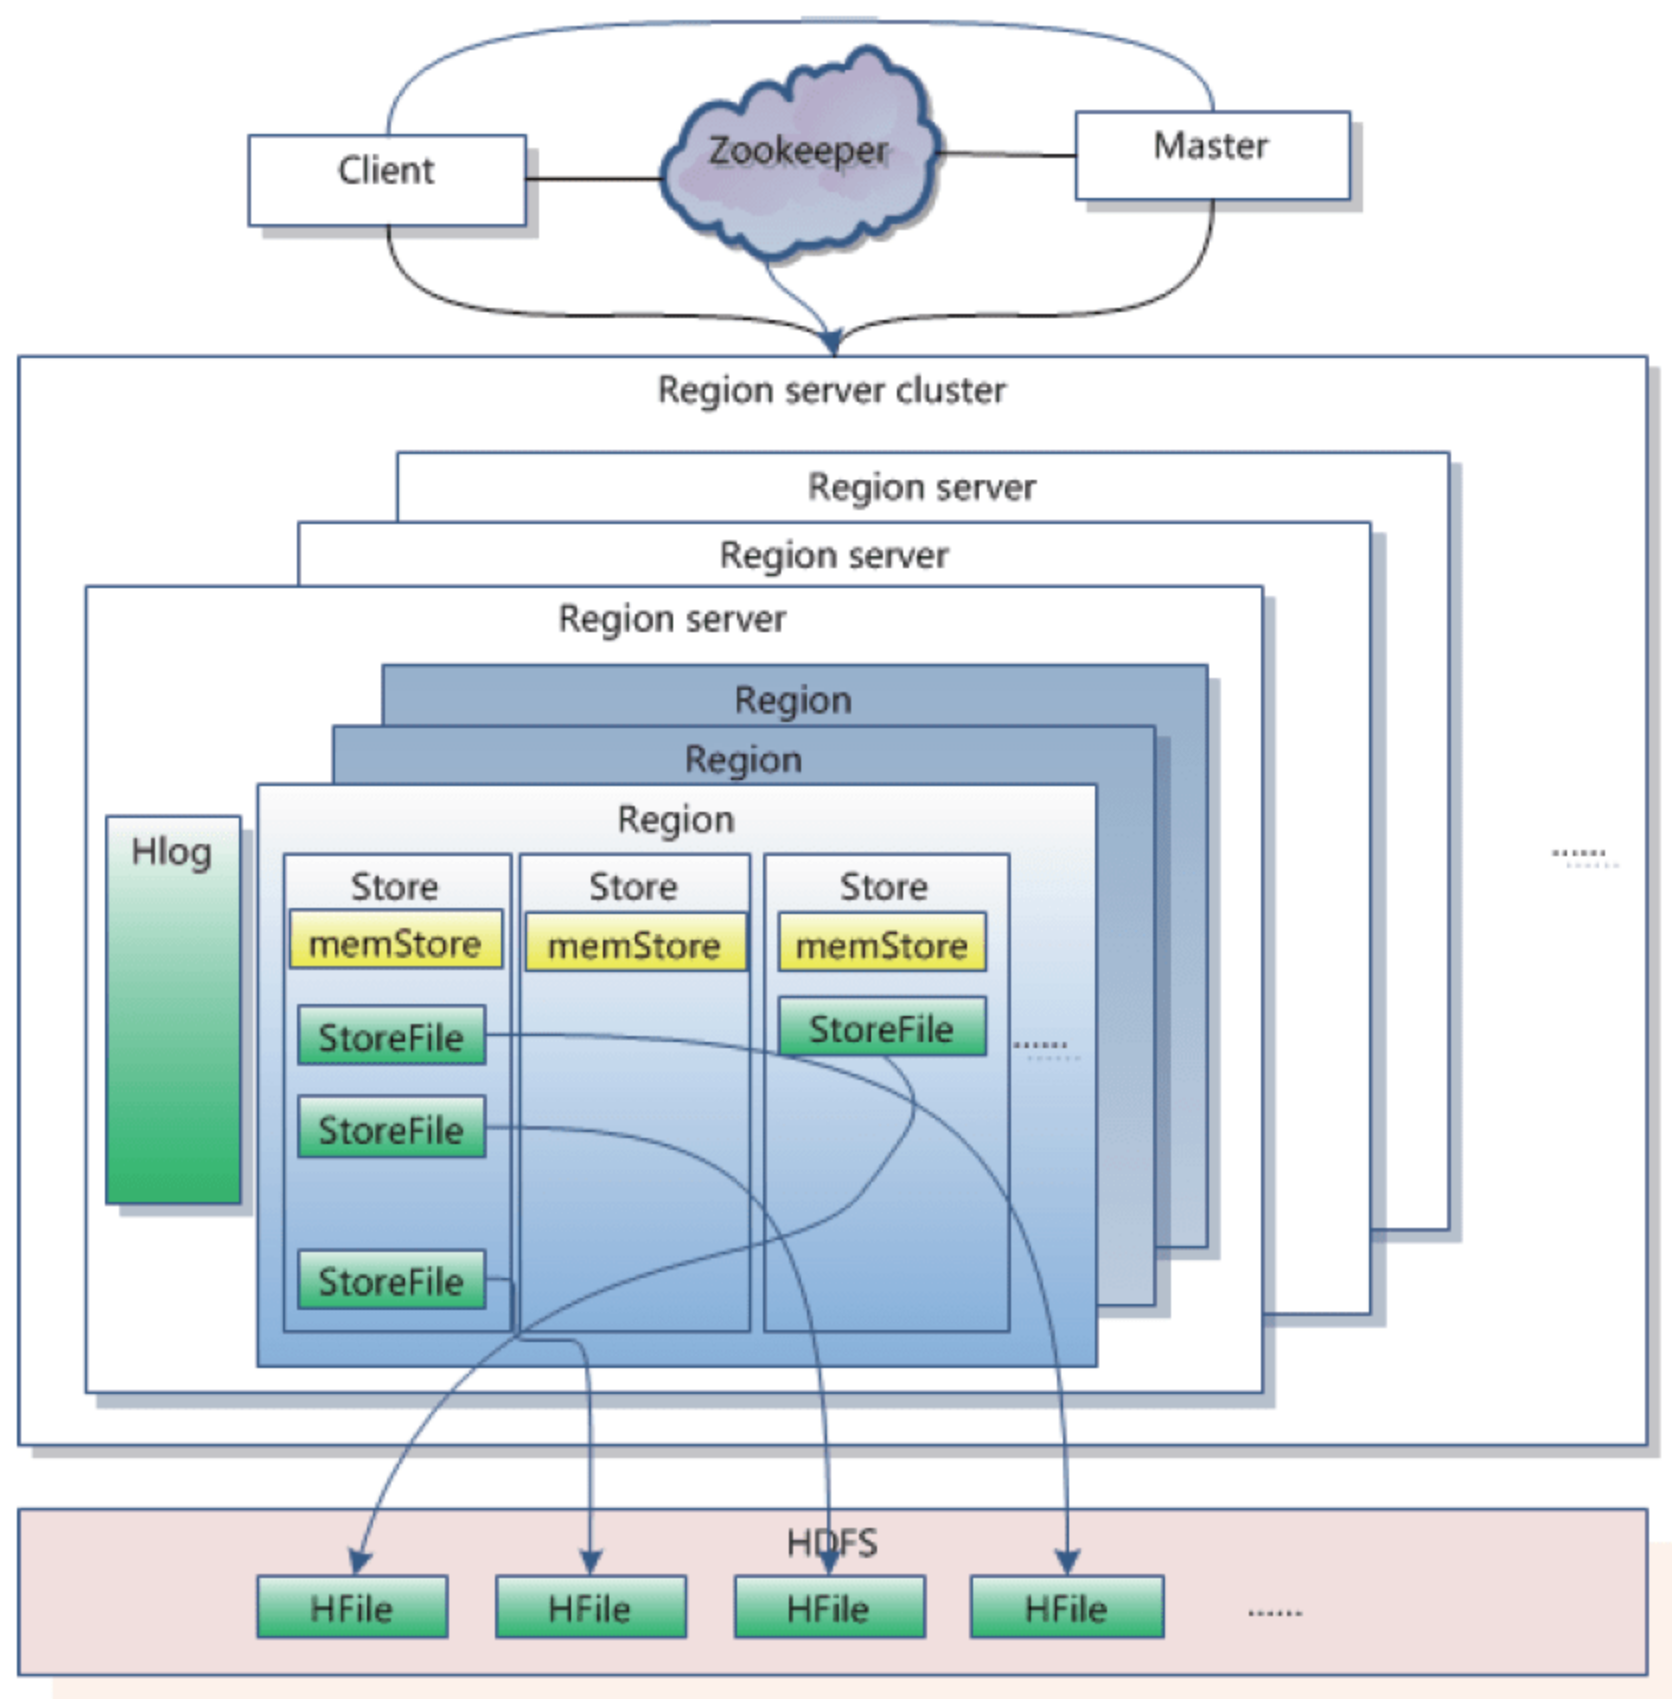 Client
Zookeeper
Master
Region server cluster
Region server
Region server
Region server
Region
Region
Region
Hlog
Store
Store
Store
memStore
memStore
memStore
StoreFile
StoreFile
......
StoreFile
StoreFile
......
HDFS
HFile
HFile
HFile
HFile
......